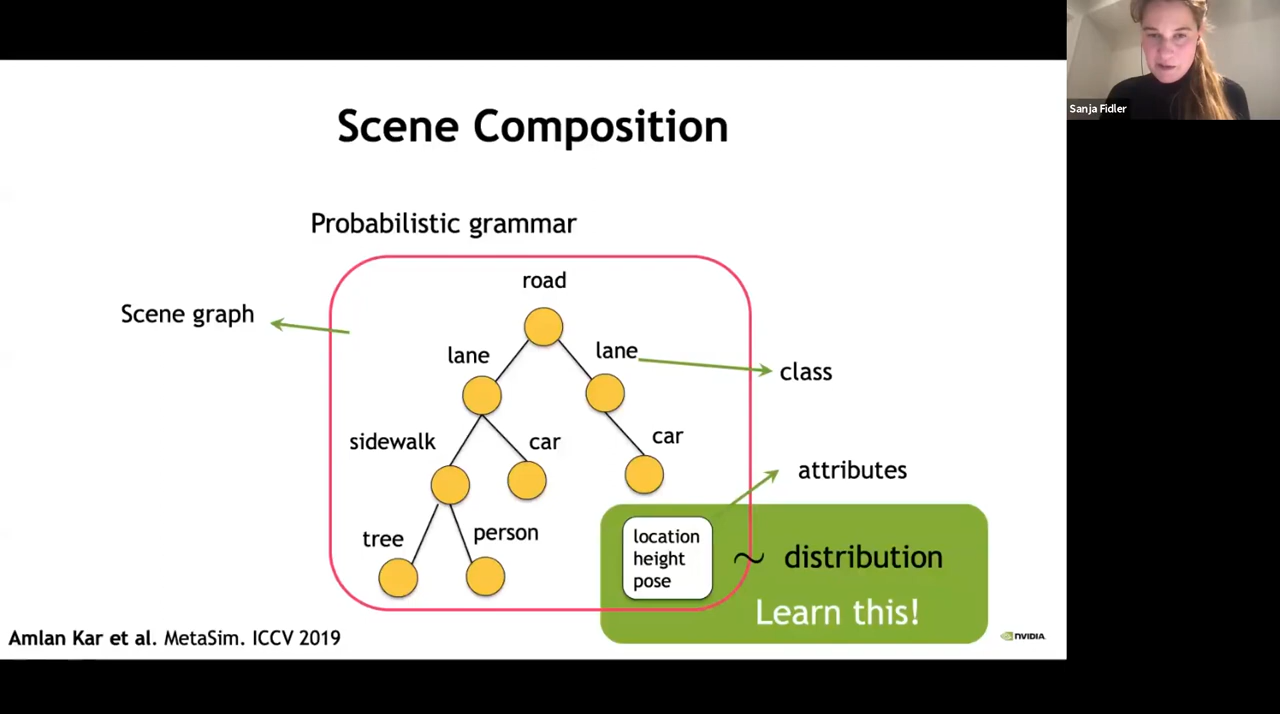 Sanja Fidler
Scene Composition
Probabilistic grammar
road
Scene graph
lane
lane
class
sidewalk
car
car
attributes
tree
person
location
height
pose
~ distribution
Learn this!
Amlan Kar et al. MetaSim. ICCV 2019
NVIDIA